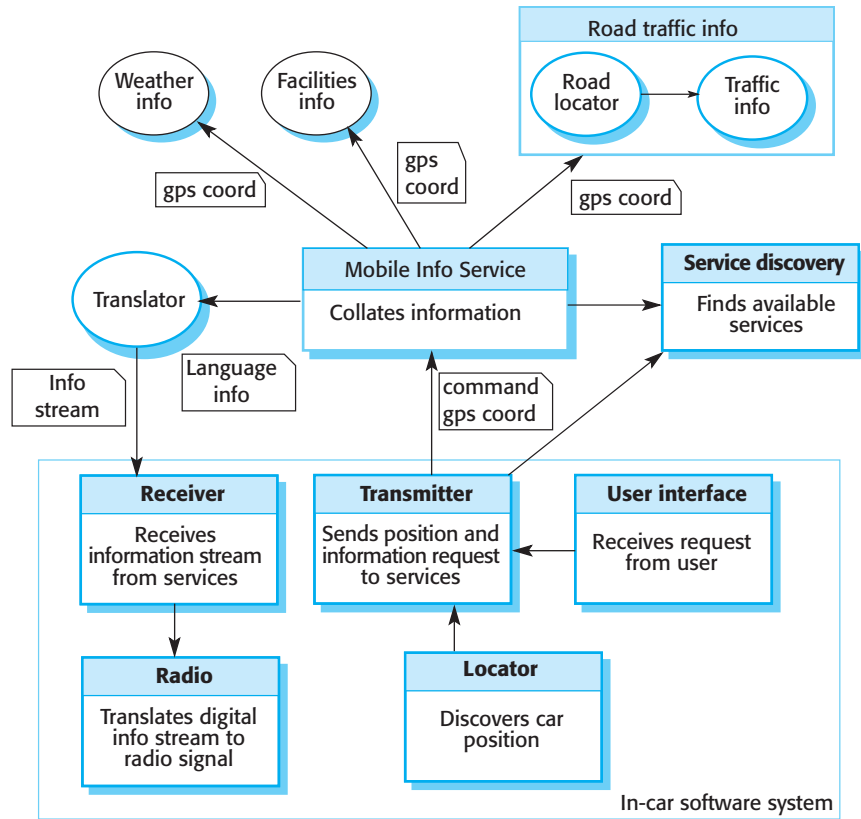 Road traffic info
Weather
info
Facilities
info
Road
locator
Traffic
info
gps coord
gps
coord
gps coord
Mobile Info Service
Collates information
Service discovery
Finds available
services
Translator
Info
stream
Language
info
command
gps coord
Receiver
Receives
information stream
from services
Transmitter
Sends position and
information request
to services
User interface
Receives request
from user
Radio
Translates digital
info stream to
radio signal
Locator
Discovers car
position
In-car software system